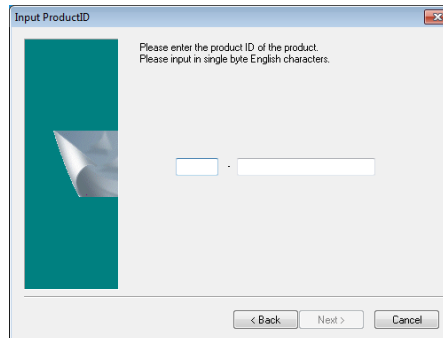 Input ProductID
Please enter the product ID of the product.
Please input in single byte English characters.
-
< Back
Next >
Cancel